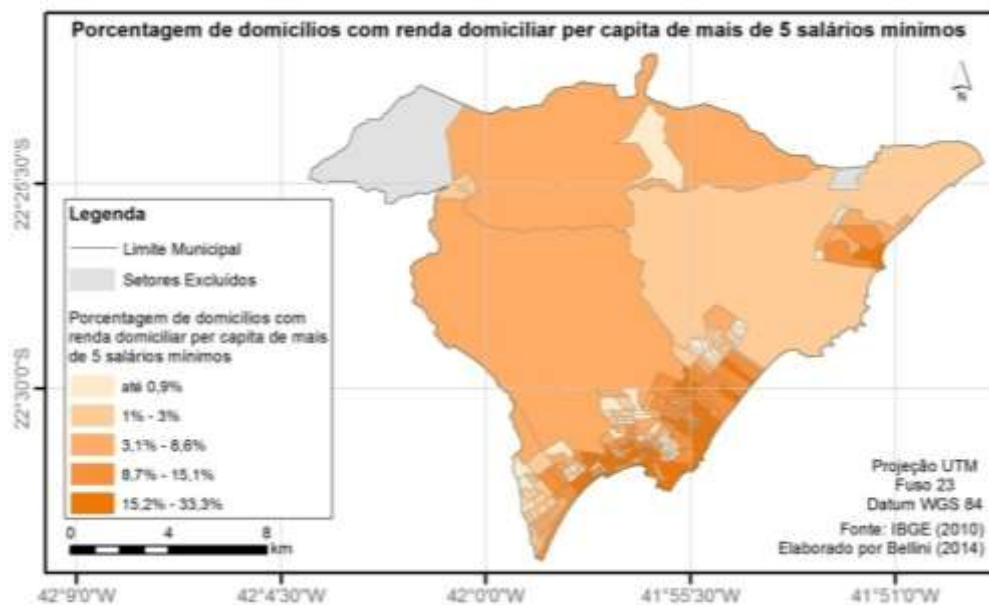 Porcentagem de domicílios com renda domiciliar per capita de mais de 5 salários mínimos
N
22°26'30"S
22°30'0"S
Legenda
Limite Municipal
Setores Excluídos
Porcentagem de domicílios com
renda domiciliar per capita de mais
de 5 salários mínimos
até 0,9%
1% - 3%
3,1% - 8,6%
8,7% - 15,1%
15,2% - 33,3%
0 4 8
km
Projeção UTM
Fuso 23
Datum WGS 84
Fonte: IBGE (2010)
Elaborado por Bellini (2014)
42°9'0"W 42°4'30"W 42°0'0"W 41°55'30"W 41°51'0"W